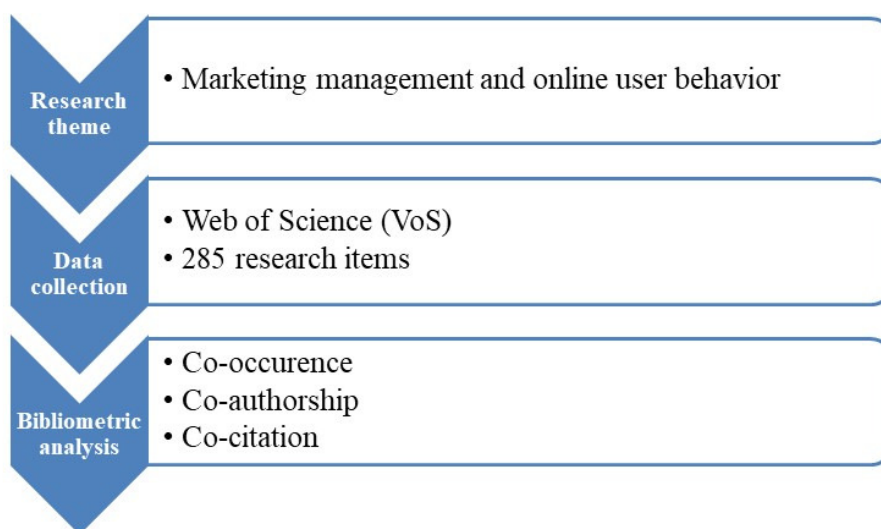 Research
theme
• Marketing management and online user behavior
Data
collection
• Web of Science (VoS)
• 285 research items
Bibliometric
analysis
• Co-occurence
• Co-authorship
• Co-citation